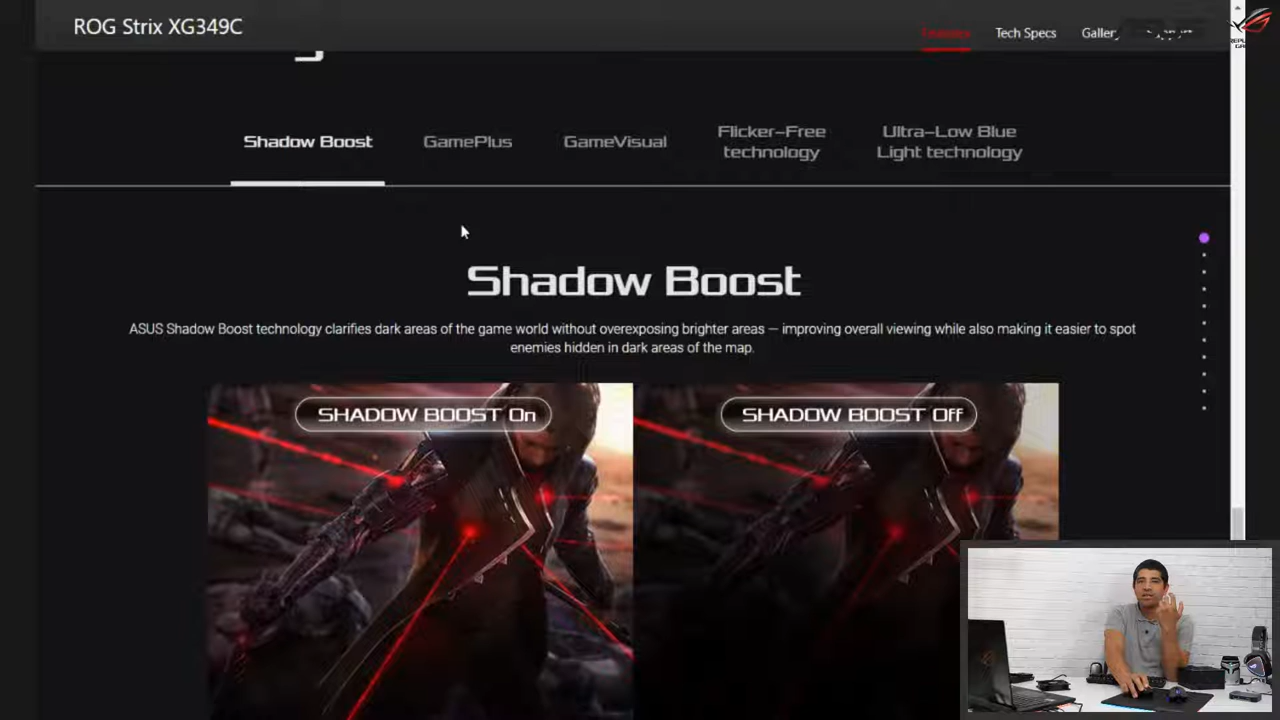 ROG Strix XG349C
Features
Tech Specs
Gallery
Support
Shadow Boost
GamePlus
GameVisual
Flicker-Free
technology
Ultra-Low Blue
Light technology
Shadow Boost
ASUS Shadow Boost technology clarifies dark areas of the game world without overexposing brighter areas — improving overall viewing while also making it easier to spot
enemies hidden in dark areas of the map.
SHADOW BOOST On
SHADOW BOOST Off